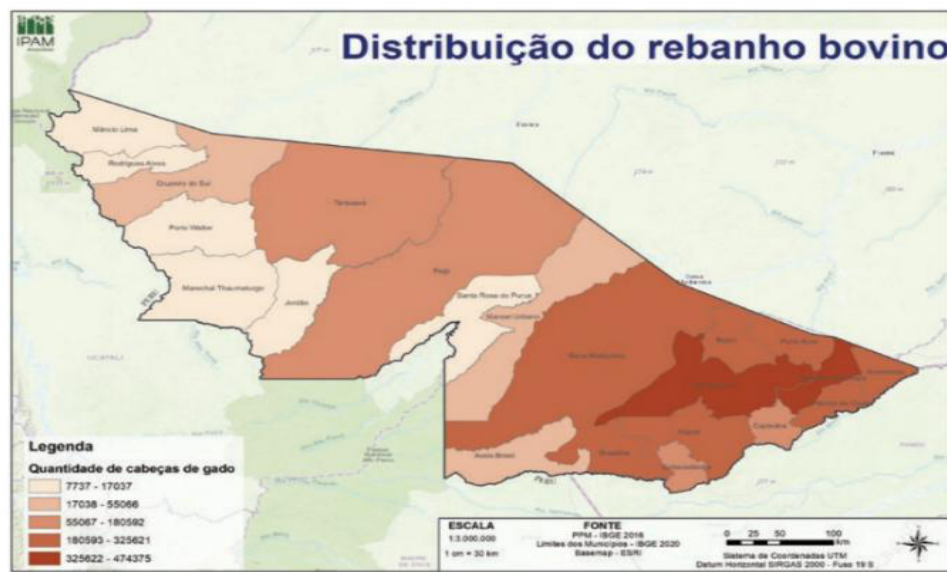 IPAM
Distribuição do rebanho bovino
Mâncio Lima
Rodrigues Alves
Cruzeiro do Sul
Tarauacá
Porto Walter
Feijó
Marechal Thaumaturgo
Jordão
Santa Rosa do Purus
Manoel Urbano
Sena Madureira
Bujari
Porto Acre
Capixaba
Xapuri
Brasiléia
Assis Brasil
PERU
PERU
UCAYALI
Legenda
Quantidade de cabeças de gado
7737 - 17037
17038 - 55066
55067 - 180592
180593 - 325621
325622 - 474375
ESCALA
1:3.000.000
1 cm = 30 km
FONTE
PPM - IBGE 2016
Limites dos Municípios - IBGE 2020
Basemap - ESRI
0 25 50 100
km
Sistema de Coordenadas UTM
Datum Horizontal SIRGAS 2000 - Fuso 19 S